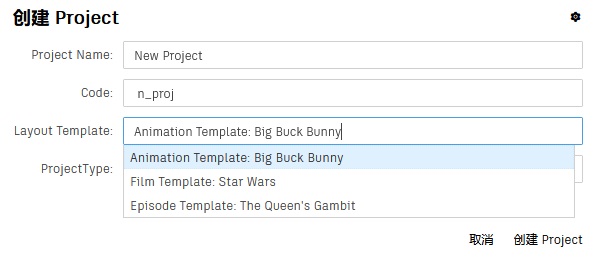 创建 Project
Project Name: New Project
Code: n_proj
Layout Template: Animation Template: Big Buck Bunny
ProjectType:
Animation Template: Big Buck Bunny
Film Template: Star Wars
Episode Template: The Queen's Gambit
取消 创建 Project